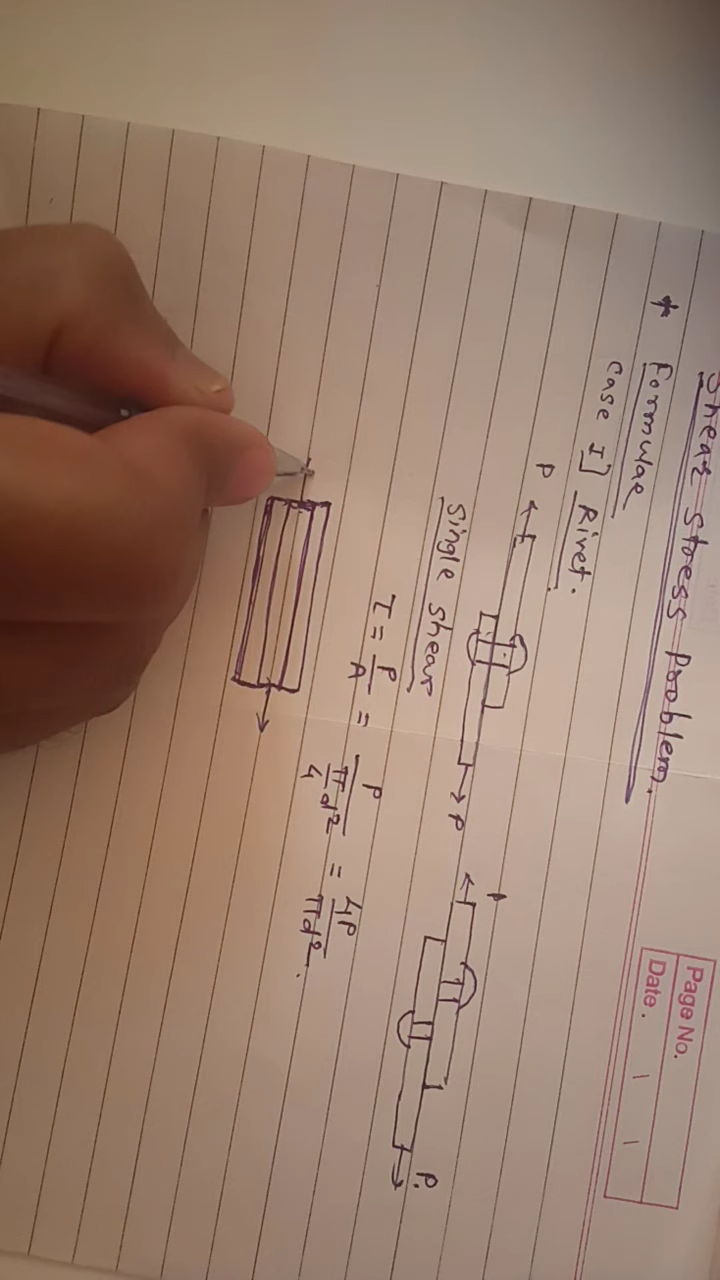 Page No.
Date. / /
Shear Stress Problem.
* Formulae
Case I] Rivet.
P P
P P.
Single shear
τ = P/A = P/(π/4 d²) = 4P/πd².